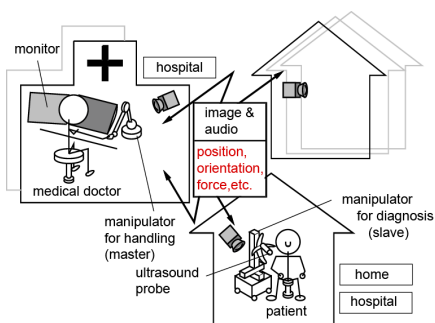 monitor
hospital
image &
audio
position,
orientation,
force,etc.
medical doctor
manipulator
for handling
(master)
ultrasound
probe
manipulator
for diagnosis
(slave)
home
hospital
patient